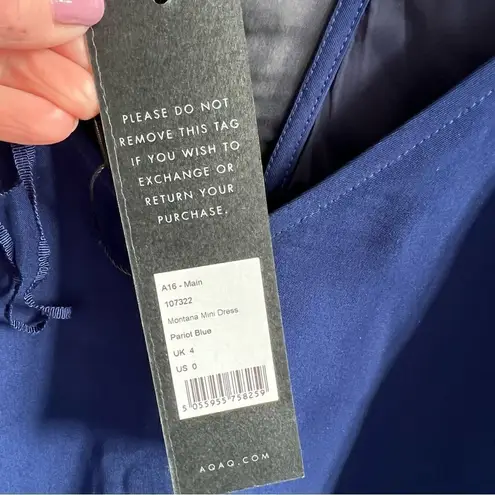 PLEASE DO NOT
REMOVE THIS TAG
IF YOU WISH TO
EXCHANGE OR
RETURN YOUR
PURCHASE.
A16 - Main
107322
Montana Mini Dress
Pariot Blue
UK 4
US 0
5 055955 758259
AQAQ.COM